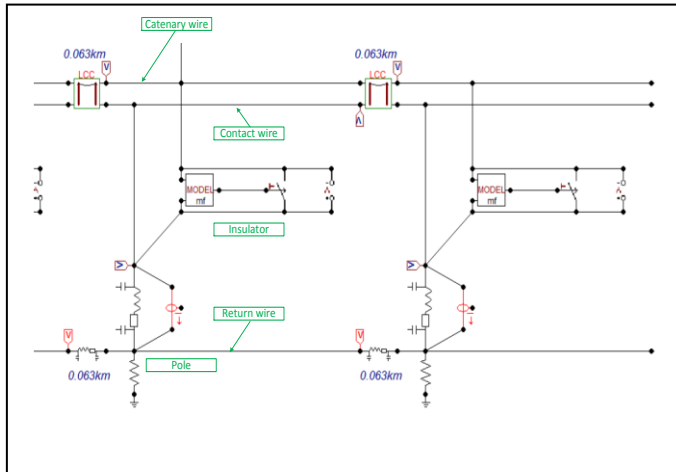 Catenary wire
0.063km
V
LCC
0.063km
V
LCC
Contact wire
V
MODEL
mf
MODEL
mf
Insulator
V
V
Return wire
V
V
I
I
Pole
0.063km
0.063km